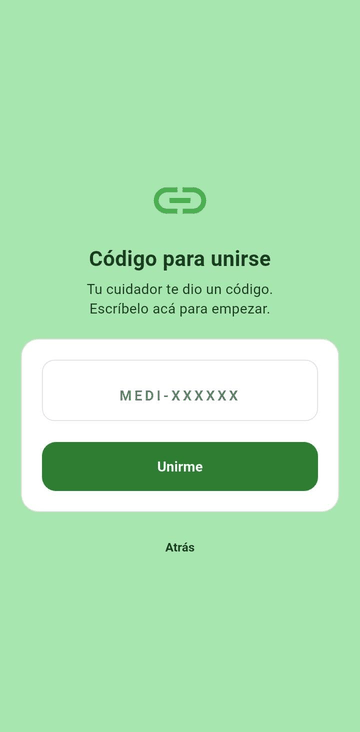 Código para unirse
Tu cuidador te dio un código.
Escríbelo acá para empezar.
MEDI-XXXXXX
Unirme
Atrás